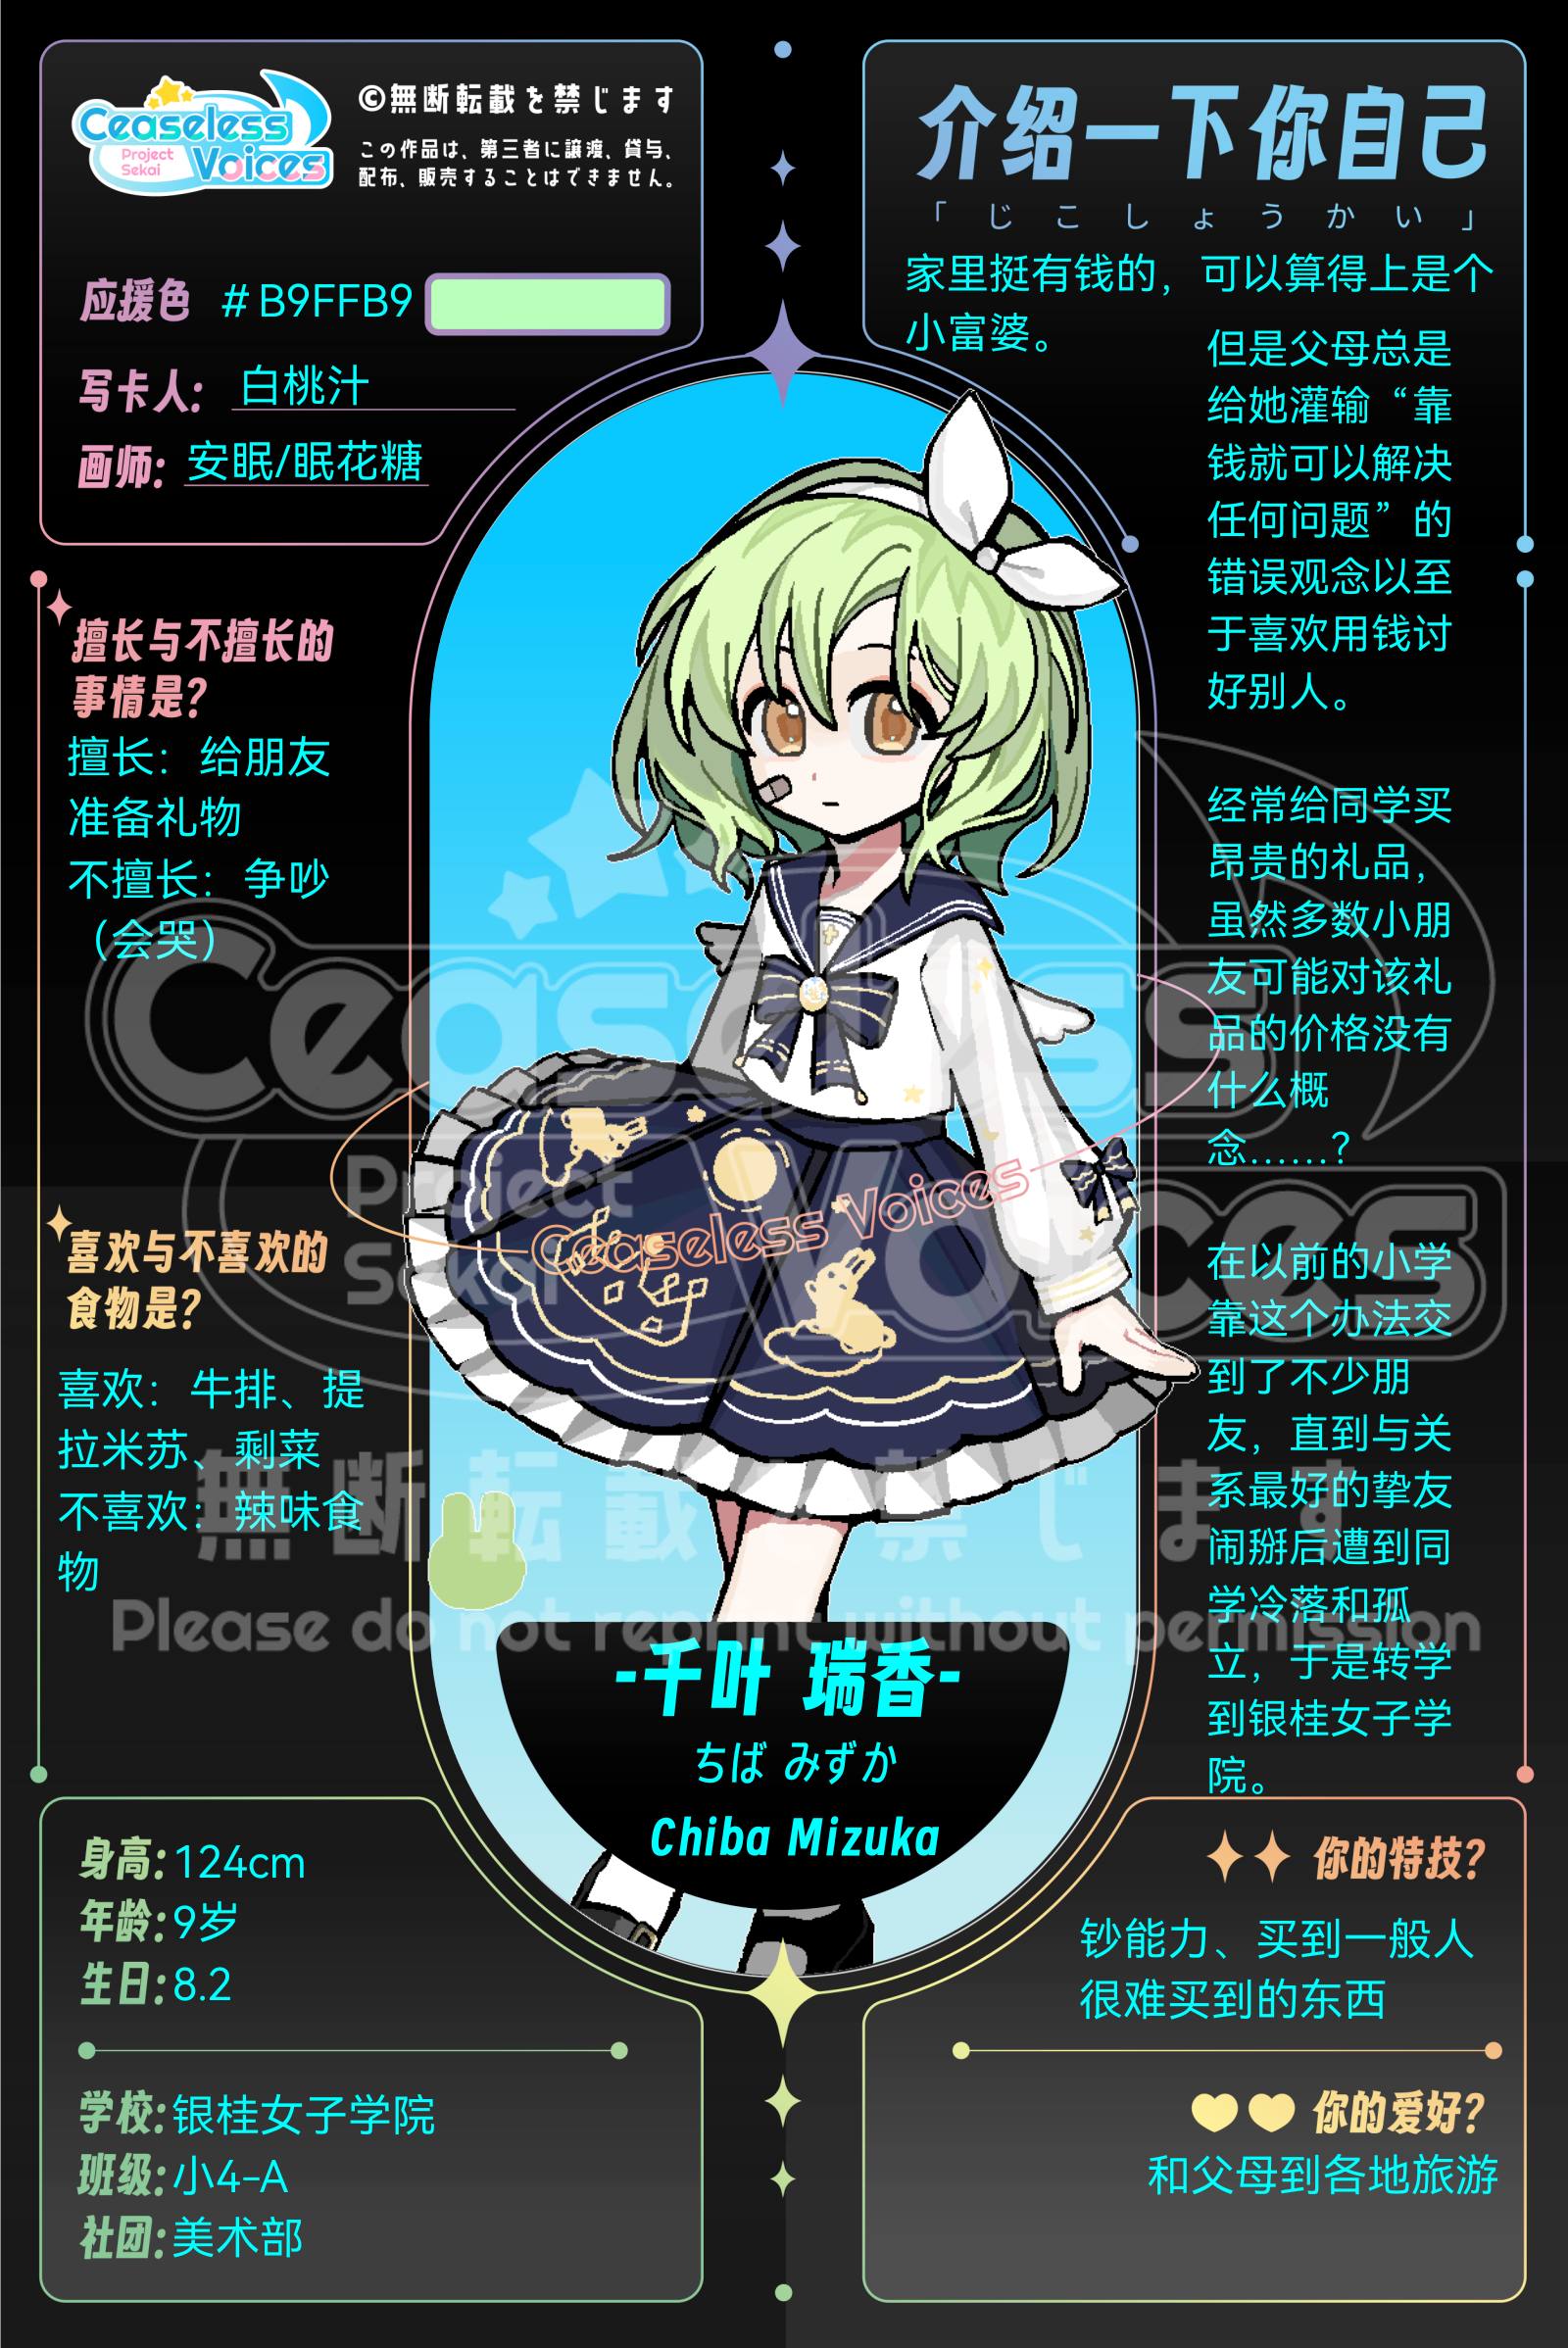 Ceaseless
Voices
Project
Sekai
©無断転載を禁じます
この作品は、第三者に譲渡、貸与、
配布、販売することはできません。
应援色 # B9FFB9
写卡人: 白桃汁
画师: 安眠/眠花糖
介绍一下你自己
「じこしょうかい」
家里挺有钱的，可以算得上是个
小富婆。
但是父母总是
给她灌输“靠
钱就可以解决
任何问题”的
错误观念以至
于喜欢用钱讨
好别人。
经常给同学买
昂贵的礼品，
虽然多数小朋
友可能对该礼
品的价格没有
什么概
念……?
在以前的小学
靠这个办法交
到了不少朋
友，直到与关
系最好的挚友
闹掰后遭到同
学冷落和孤
立，于是转学
到银桂女子学
院。
擅长与不擅长的
事情是?
擅长：给朋友
准备礼物
不擅长：争吵
（会哭）
喜欢与不喜欢的
食物是?
喜欢：牛排、提
拉米苏、剩菜
不喜欢：辣味食
物
Ceaseless
Voices
Project
Sekai
Ceaseless Voices
無断転載を禁じます
Please do not reprint without permission
-千叶 瑞香-
ちば みずか
Chiba Mizuka
身高:124cm
年龄:9岁
生日:8.2
学校:银桂女子学院
班级:小4-A
社团:美术部
你的特技?
钞能力、买到一般人
很难买到的东西
你的爱好?
和父母到各地旅游